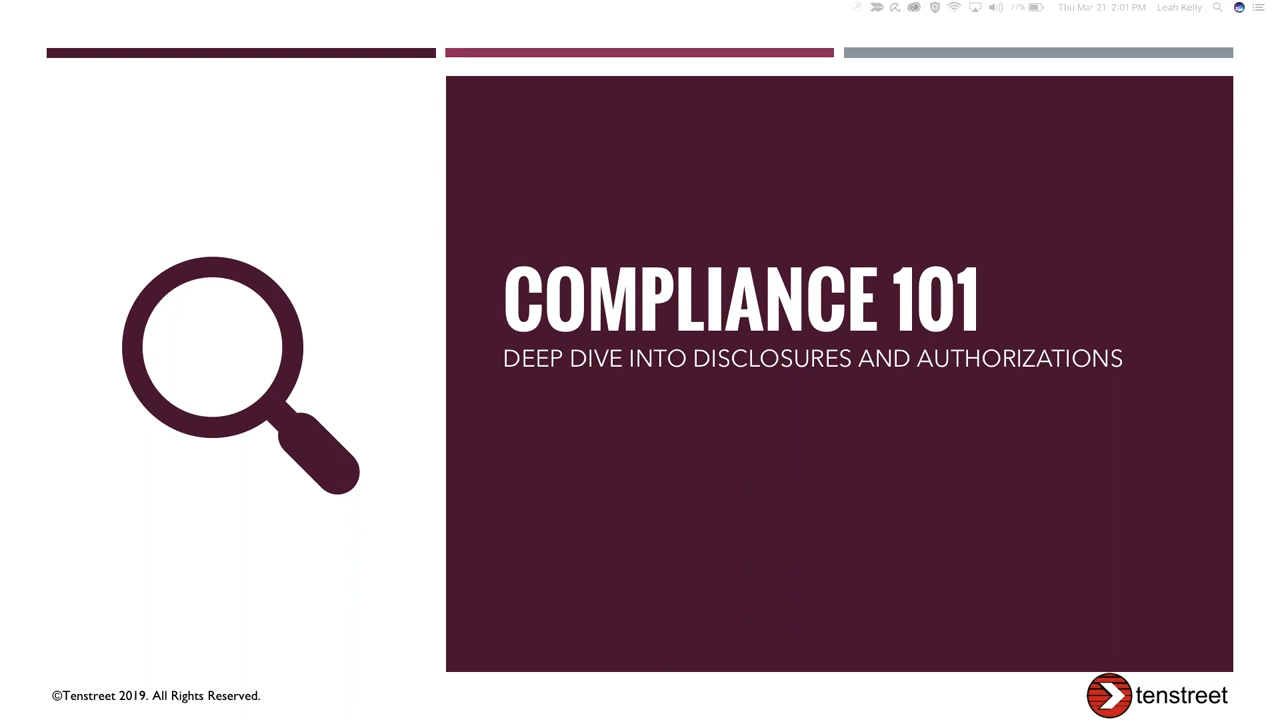 77% Thu Mar 21 2:01 PM Leah Kelly
COMPLIANCE 101
DEEP DIVE INTO DISCLOSURES AND AUTHORIZATIONS
©Tenstreet 2019. All Rights Reserved.
tenstreet